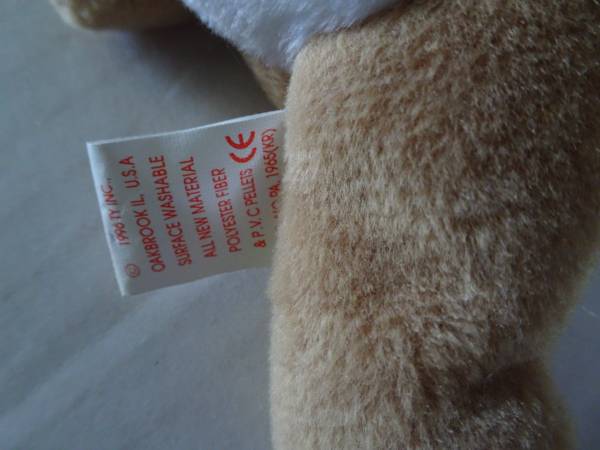 © 1996 TY INC.,
OAKBROOK IL, U.S.A
SURFACE WASHABLE
ALL NEW MATERIAL
POLYESTER FIBER
& P.V.C PELLETS CE
PA. 1965(KR)